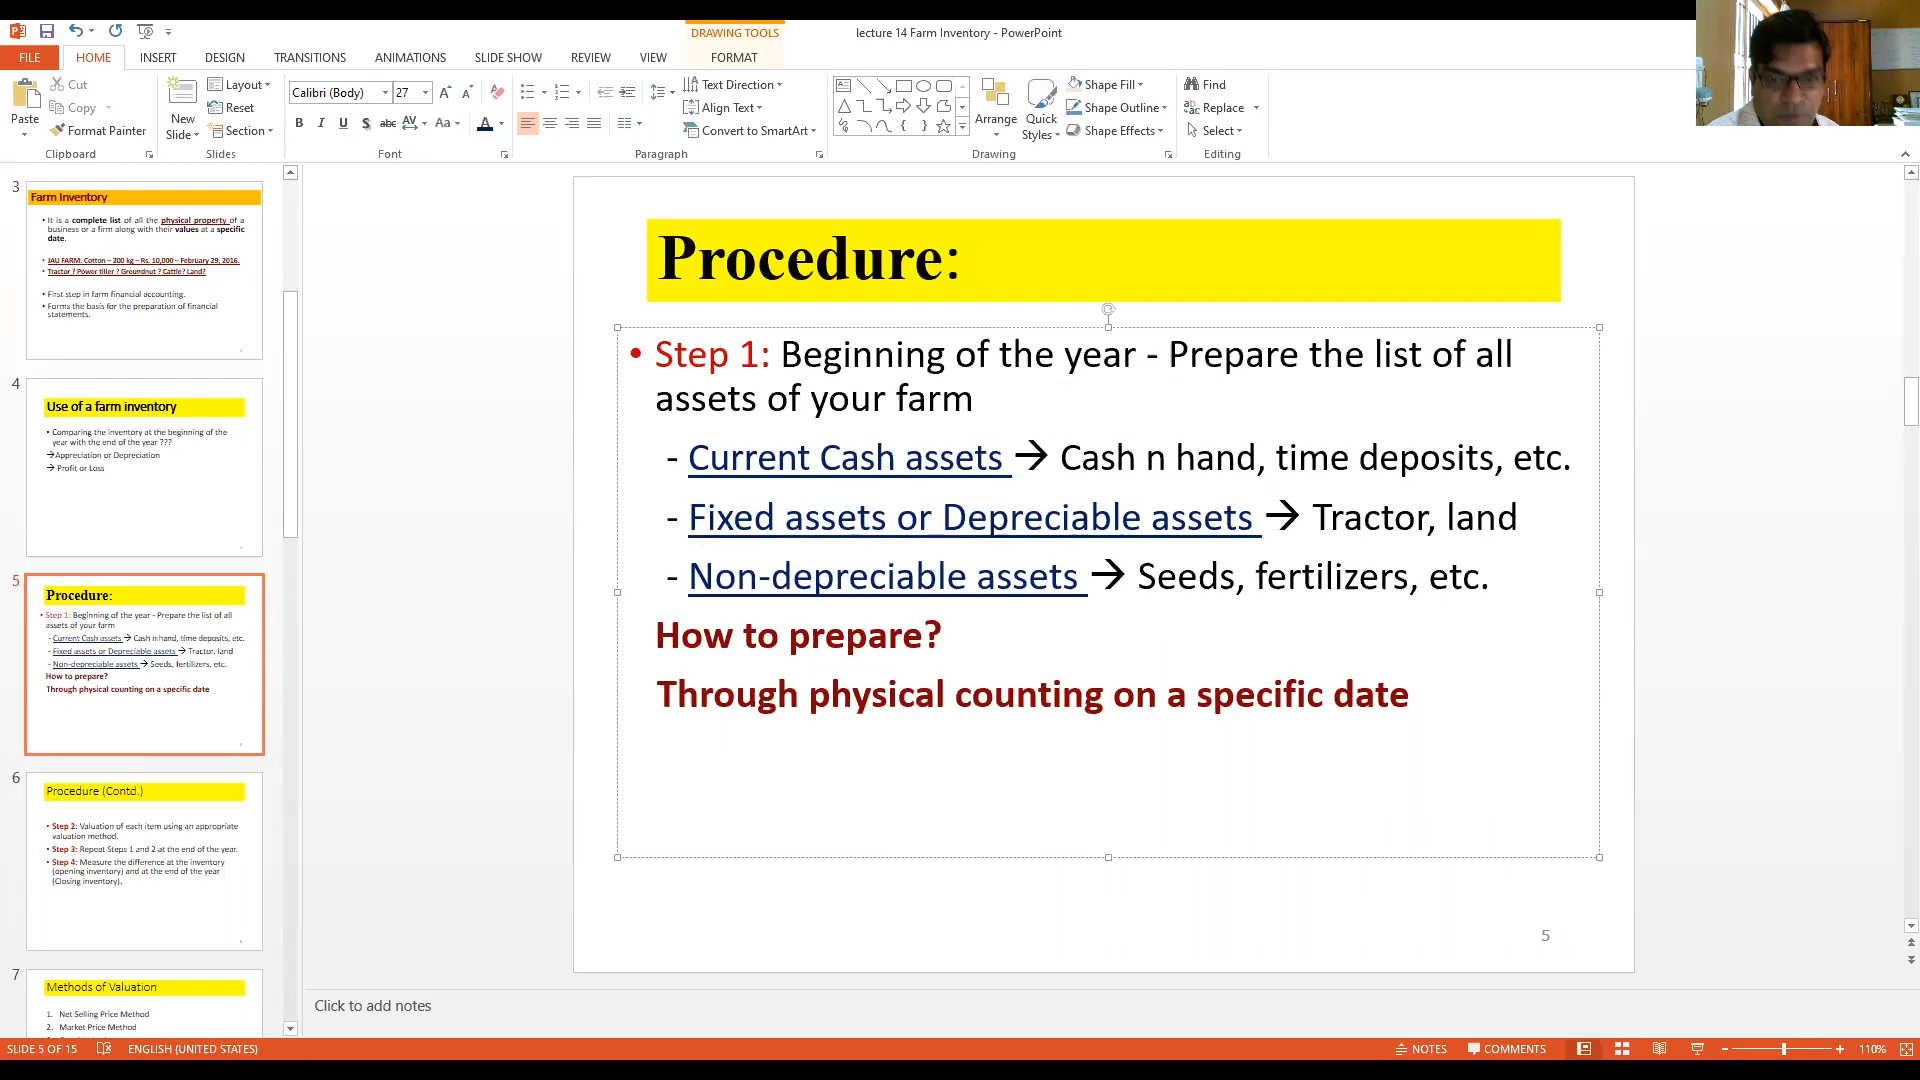 DRAWING TOOLS
lecture 14 Farm Inventory - PowerPoint
FILE
HOME
INSERT
DESIGN
TRANSITIONS
ANIMATIONS
SLIDE SHOW
REVIEW
VIEW
FORMAT
Paste
Cut
Copy
Format Painter
Clipboard
New
Slide
Layout
Reset
Section
Slides
Calibri (Body)
27
B I U S abc AV Aa A
Font
Text Direction
Align Text
Convert to SmartArt
Paragraph
Arrange
Quick
Styles
Shape Fill
Shape Outline
Shape Effects
Drawing
Find
Replace
Select
Editing
3
Farm Inventory
• It is a complete list of all the physical property of a
business or a firm along with their values at a specific
date.
• JAU FARM: Cotton – 200 kg – Rs. 10,000 – February 29, 2016.
• Tractor ? Power tiller ? Groundnut ? Cattle? Land?
• First step in farm financial accounting.
• Forms the basis for the preparation of financial
statements.
4
Use of a farm inventory
• Comparing the inventory at the beginning of the
year with the end of the year ???
→Appreciation or Depreciation
→ Profit or Loss
5
Procedure:
• Step 1: Beginning of the year - Prepare the list of all
assets of your farm
- Current Cash assets → Cash n hand, time deposits, etc.
- Fixed assets or Depreciable assets → Tractor, land
- Non-depreciable assets → Seeds, fertilizers, etc.
How to prepare?
Through physical counting on a specific date
6
Procedure (Contd.)
• Step 2: Valuation of each item using an appropriate
valuation method.
• Step 3: Repeat Steps 1 and 2 at the end of the year.
• Step 4: Measure the difference at the inventory
(opening inventory) and at the end of the year
(Closing inventory).
7
Methods of Valuation
1. Net Selling Price Method
2. Market Price Method
Procedure:
• Step 1: Beginning of the year - Prepare the list of all
assets of your farm
- Current Cash assets → Cash n hand, time deposits, etc.
- Fixed assets or Depreciable assets → Tractor, land
- Non-depreciable assets → Seeds, fertilizers, etc.
How to prepare?
Through physical counting on a specific date
5
Click to add notes
SLIDE 5 OF 15
ENGLISH (UNITED STATES)
NOTES
COMMENTS
110%